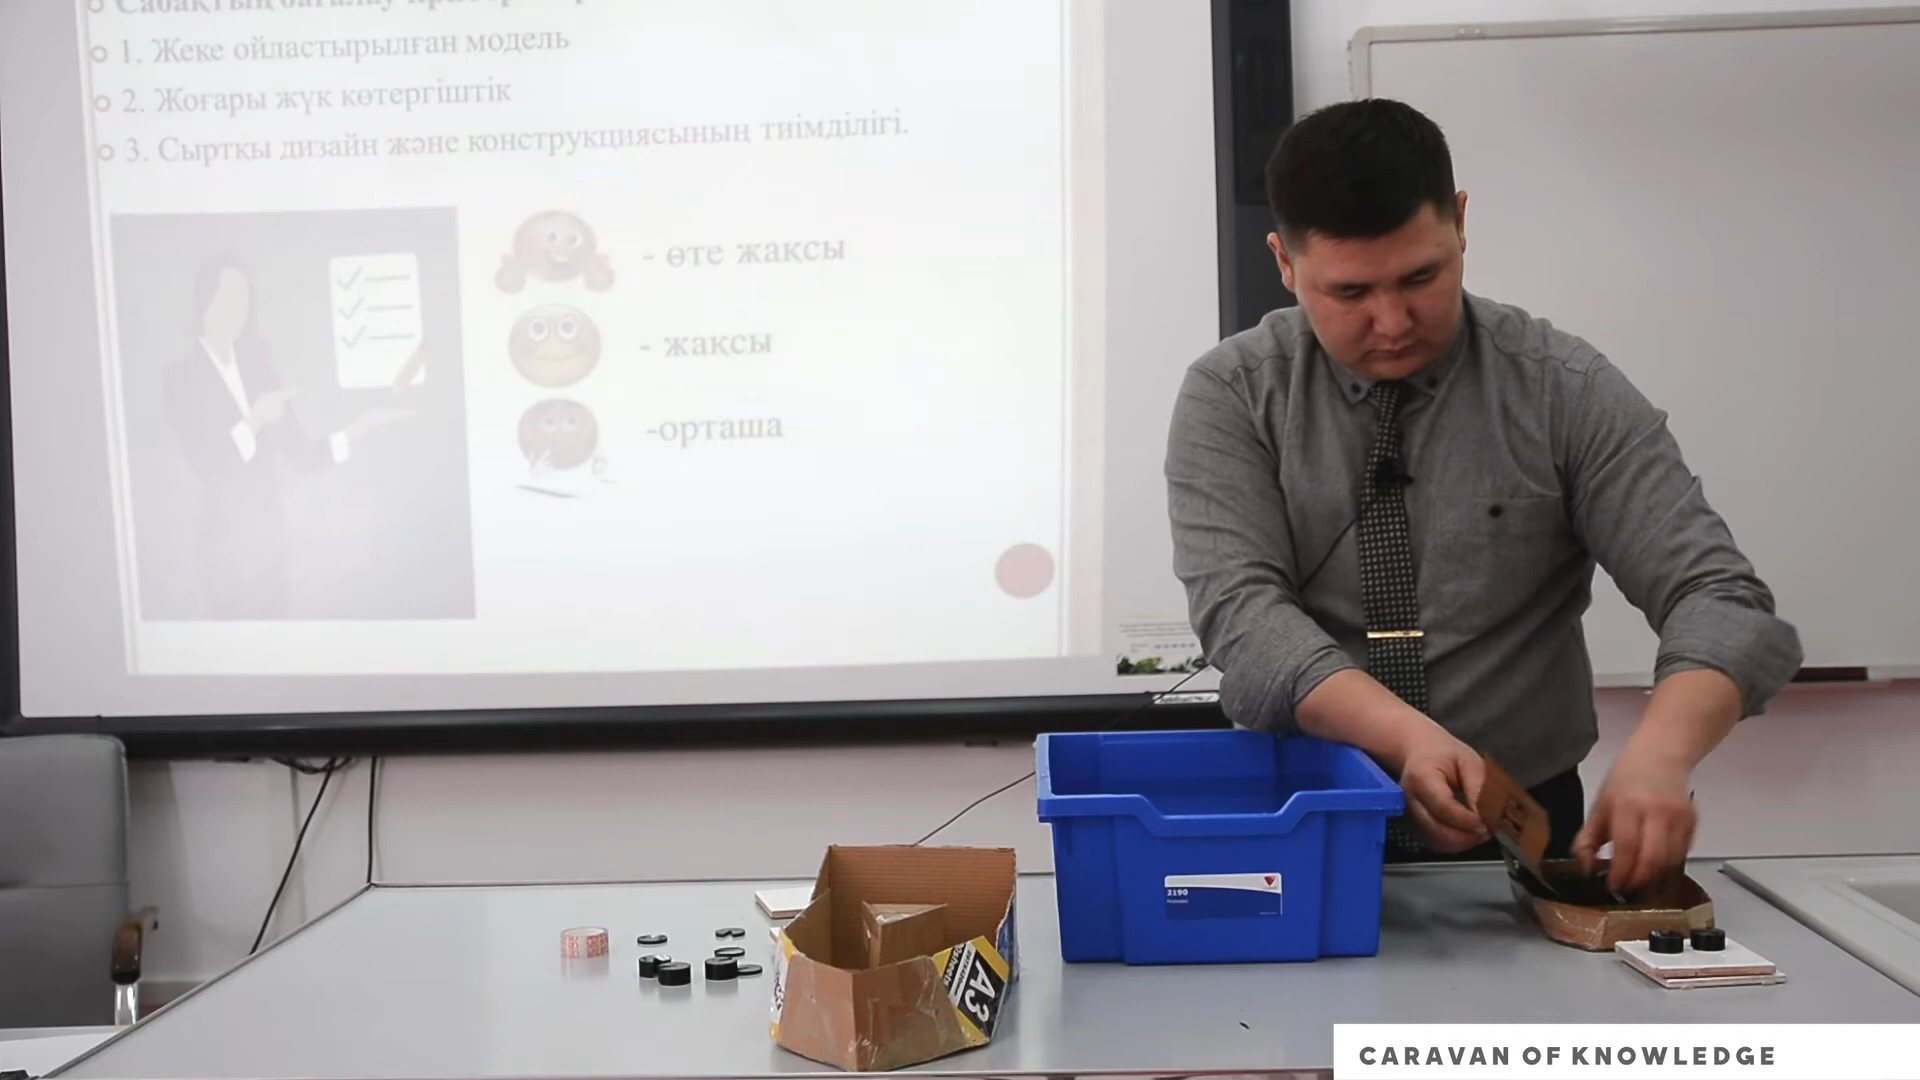 1. Жеке ойластырылған модель
2. Жоғары жүк көтергіштік
3. Сыртқы дизайн және конструкциясының тиімділігі.
- өте жақсы
- жақсы
-орташа
2190
A3
CARAVAN OF KNOWLEDGE